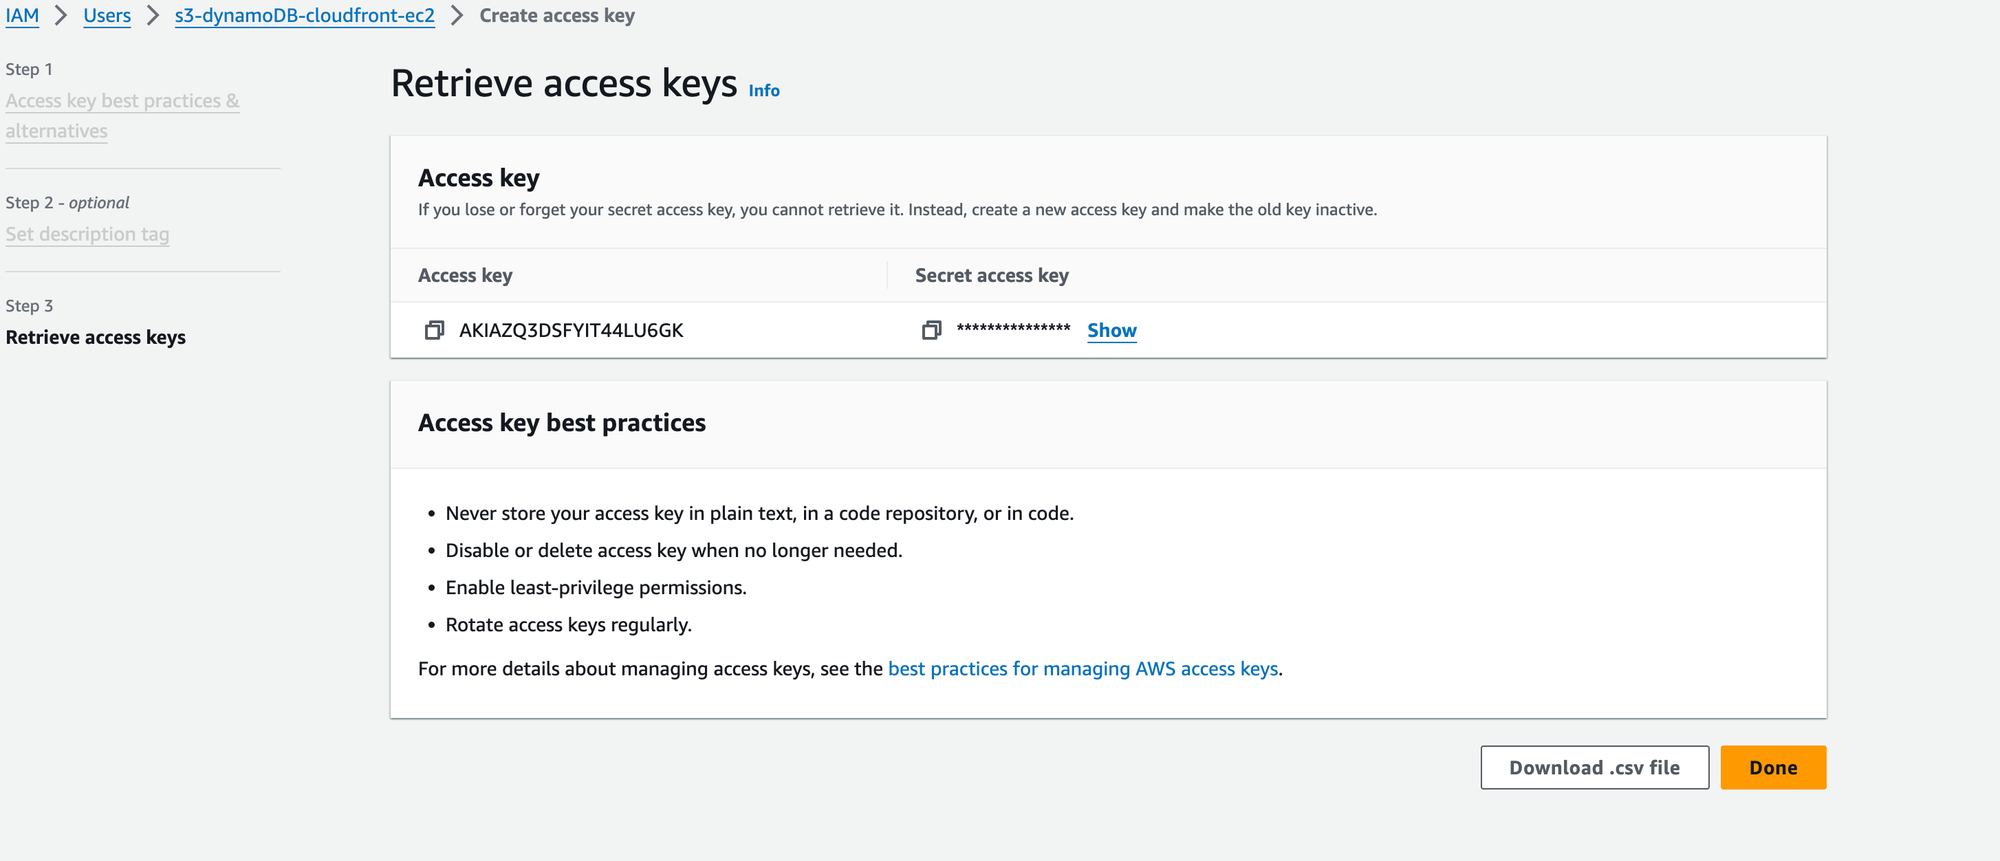 IAM > Users > s3-dynamoDB-cloudfront-ec2 > Create access key
Step 1
Access key best practices &
alternatives
Step 2 - optional
Set description tag
Step 3
Retrieve access keys
Retrieve access keys Info
Access key
If you lose or forget your secret access key, you cannot retrieve it. Instead, create a new access key and make the old key inactive.
Access key Secret access key
AKIAZQ3DSFYIT44LU6GK *************** Show
Access key best practices
• Never store your access key in plain text, in a code repository, or in code.
• Disable or delete access key when no longer needed.
• Enable least-privilege permissions.
• Rotate access keys regularly.
For more details about managing access keys, see the best practices for managing AWS access keys.
Download .csv file Done